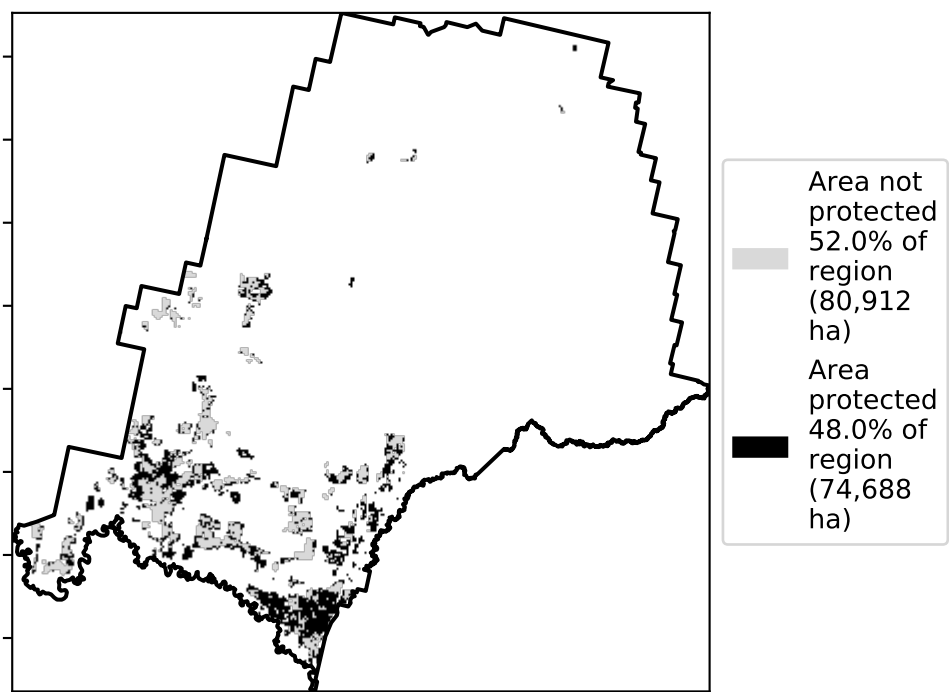 Area not
protected
52.0% of
region
(80,912
ha)
Area
protected
48.0% of
region
(74,688
ha)